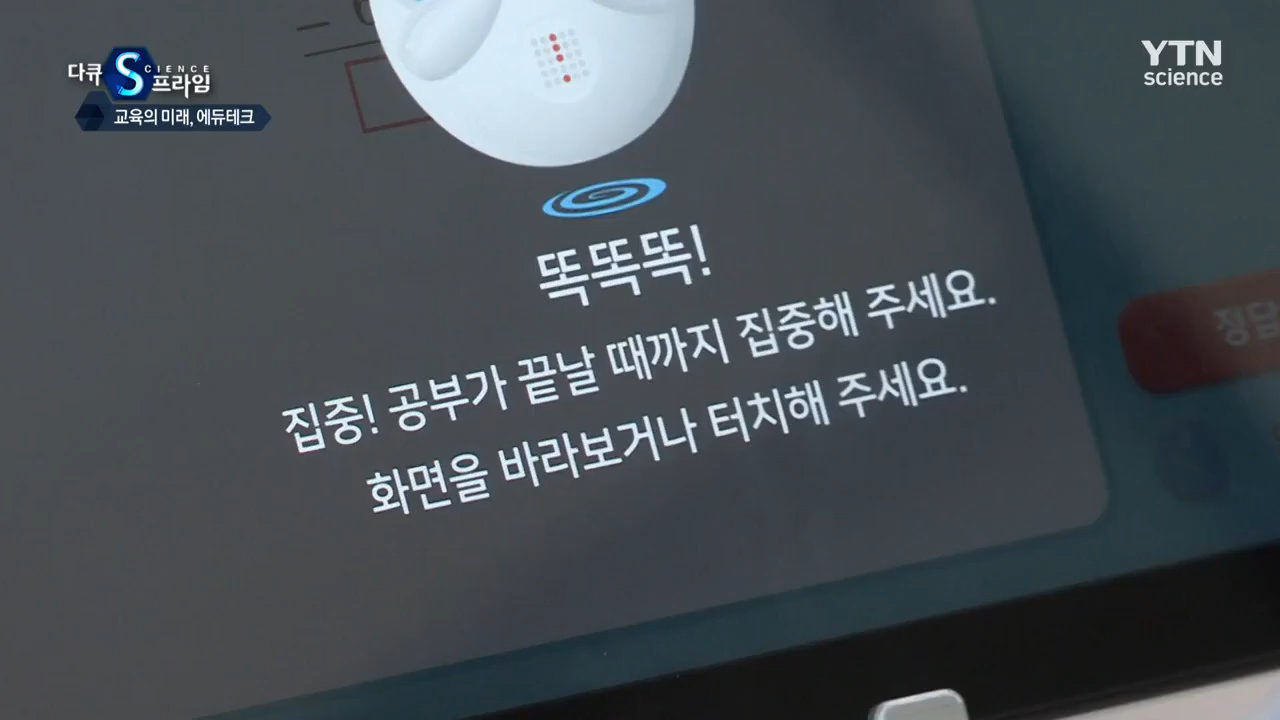 다큐 S SCIENCE 프라임
교육의 미래, 에듀테크
YTN
science
똑똑똑!
집중! 공부가 끝날 때까지 집중해 주세요.
화면을 바라보거나 터치해 주세요.